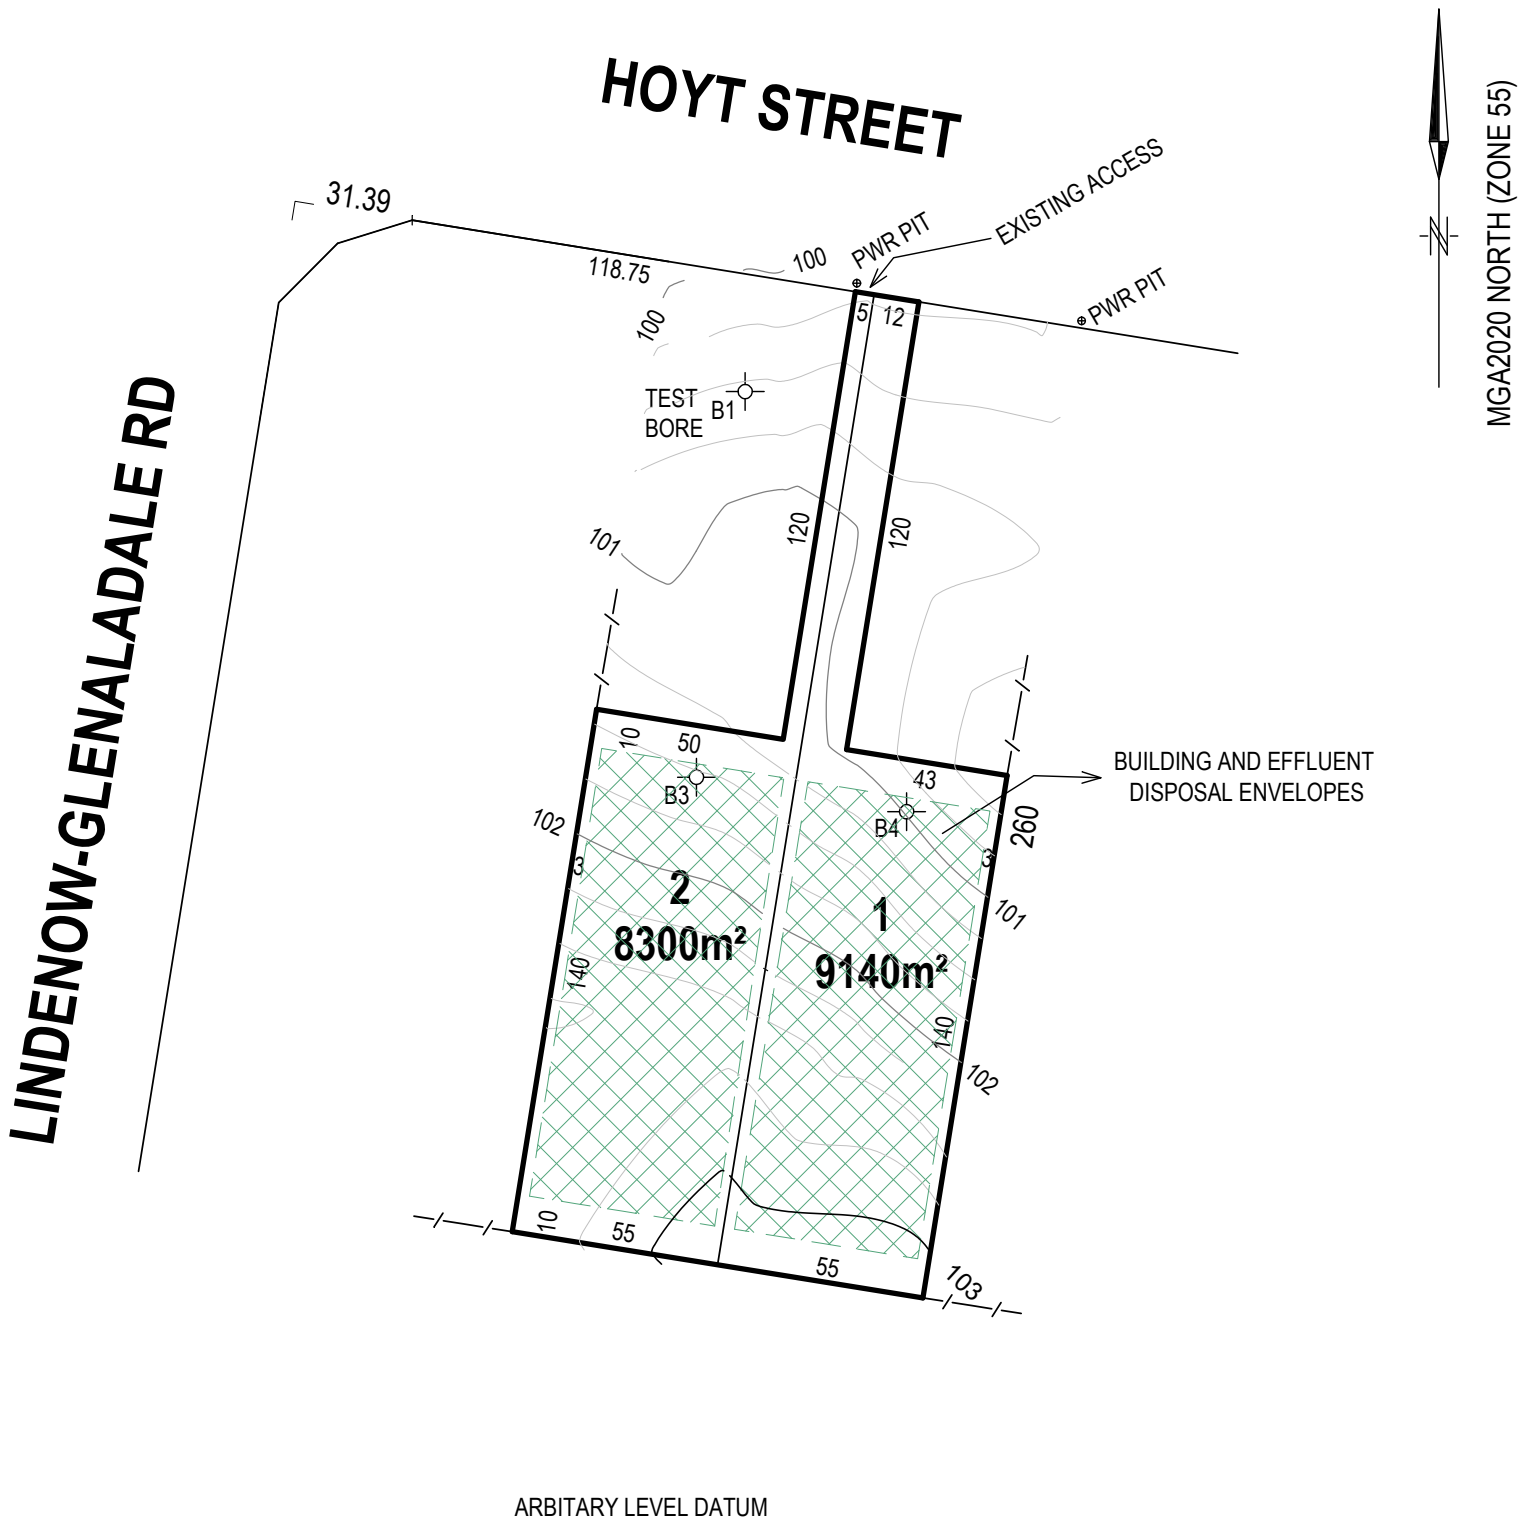 HOYT STREET
MGA2020 NORTH (ZONE 55)
N
31.39
118.75
100
PWR PIT
EXISTING ACCESS
PWR PIT
100
5
12
TEST
BORE
B1
LINDENOW-GLENALADALE RD
101
120
120
10
50
43
BUILDING AND EFFLUENT
DISPOSAL ENVELOPES
B3
B4
260
102
3
3
2
8300m²
1
9140m²
101
140
140
102
10
55
55
103
ARBITARY LEVEL DATUM